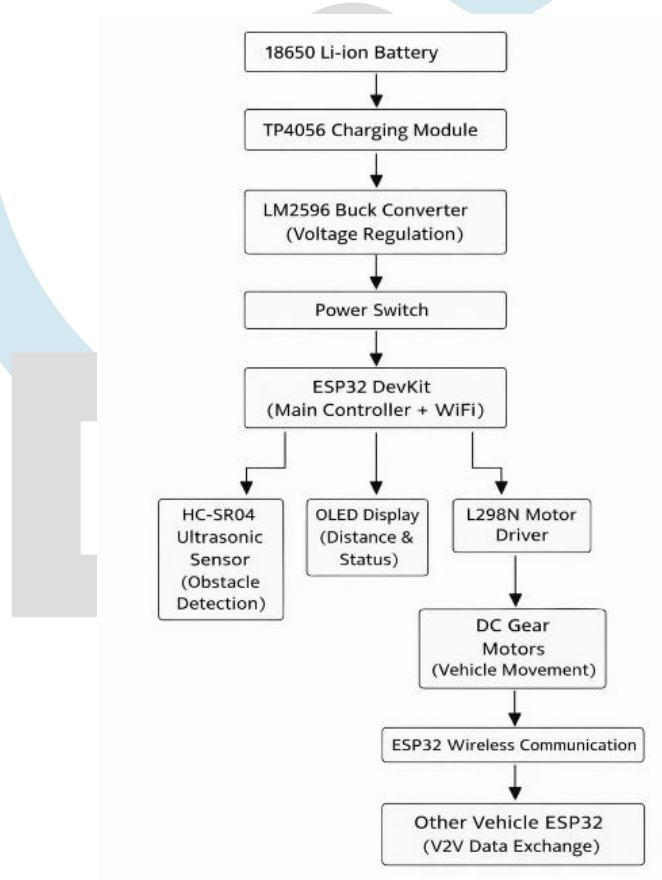 18650 Li-ion Battery
TP4056 Charging Module
LM2596 Buck Converter
(Voltage Regulation)
Power Switch
ESP32 DevKit
(Main Controller + WiFi)
HC-SR04
Ultrasonic
Sensor
(Obstacle
Detection)
OLED Display
(Distance &
Status)
L298N Motor
Driver
DC Gear
Motors
(Vehicle Movement)
ESP32 Wireless Communication
Other Vehicle ESP32
(V2V Data Exchange)